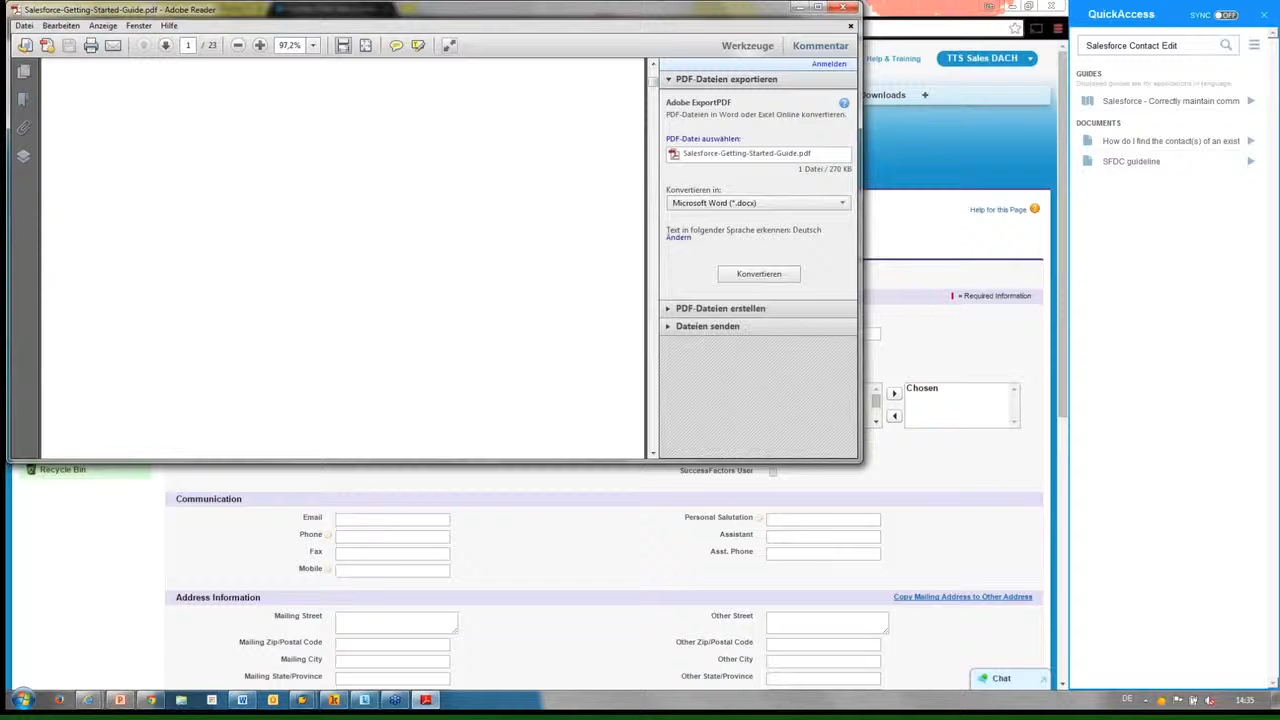 Salesforce-Getting-Started-Guide.pdf - Adobe Reader
Datei Bearbeiten Anzeige Fenster Hilfe
1 / 23 97,2% Werkzeuge Kommentar
Anmelden
PDF-Dateien exportieren
Adobe ExportPDF
PDF-Dateien in Word oder Excel Online konvertieren.
PDF-Datei auswählen:
Salesforce-Getting-Started-Guide.pdf
1 Datei / 270 KB
Konvertieren in:
Microsoft Word (*.docx)
Text in folgender Sprache erkennen: Deutsch
Ändern
Konvertieren
PDF-Dateien erstellen
Dateien senden
Help & Training TTS Sales DACH
Downloads +
Help for this Page
= Required Information
Chosen
Recycle Bin
SuccessFactors User
Communication
Email
Phone
Fax
Mobile
Personal Salutation
Assistant
Asst. Phone
Address Information
Copy Mailing Address to Other Address
Mailing Street
Mailing Zip/Postal Code
Mailing City
Mailing State/Province
Other Street
Other Zip/Postal Code
Other City
Other State/Province
Chat
QuickAccess SYNC OFF
Salesforce Contact Edit
GUIDES
Displayed guides are for applications in language.
Salesforce - Correctly maintain comm
DOCUMENTS
How do I find the contact(s) of an exist
SFDC guideline
DE 14:35